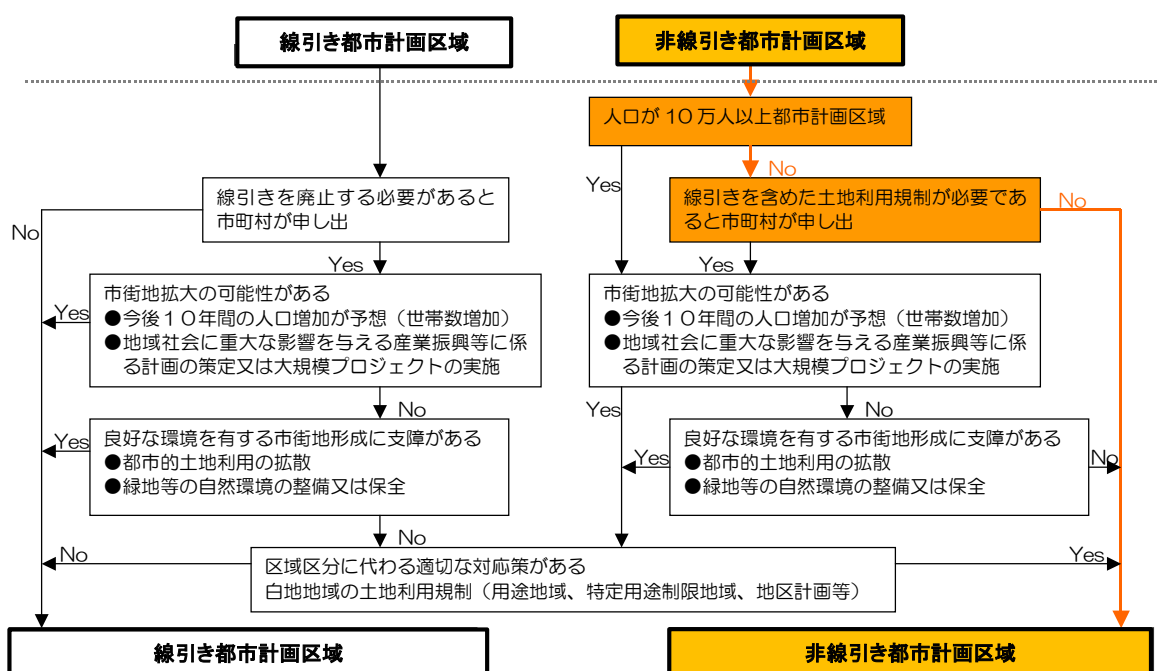 線引き都市計画区域
非線引き都市計画区域
人口が 10 万人以上都市計画区域
No
Yes
線引きを廃止する必要があると
市町村が申し出
線引きを含めた土地利用規制が必要であ
ると市町村が申し出
No
No
Yes
Yes
市街地拡大の可能性がある
●今後１０年間の人口増加が予想（世帯数増加）
●地域社会に重大な影響を与える産業振興等に係
る計画の策定又は大規模プロジェクトの実施
Yes
市街地拡大の可能性がある
●今後１０年間の人口増加が予想（世帯数増加）
●地域社会に重大な影響を与える産業振興等に係
る計画の策定又は大規模プロジェクトの実施
No
Yes
No
良好な環境を有する市街地形成に支障がある
●都市的土地利用の拡散
●緑地等の自然環境の整備又は保全
Yes
良好な環境を有する市街地形成に支障がある
●都市的土地利用の拡散
●緑地等の自然環境の整備又は保全
Yes
No
No
No
区域区分に代わる適切な対応策がある
白地地域の土地利用規制（用途地域、特定用途制限地域、地区計画等）
Yes
線引き都市計画区域
非線引き都市計画区域